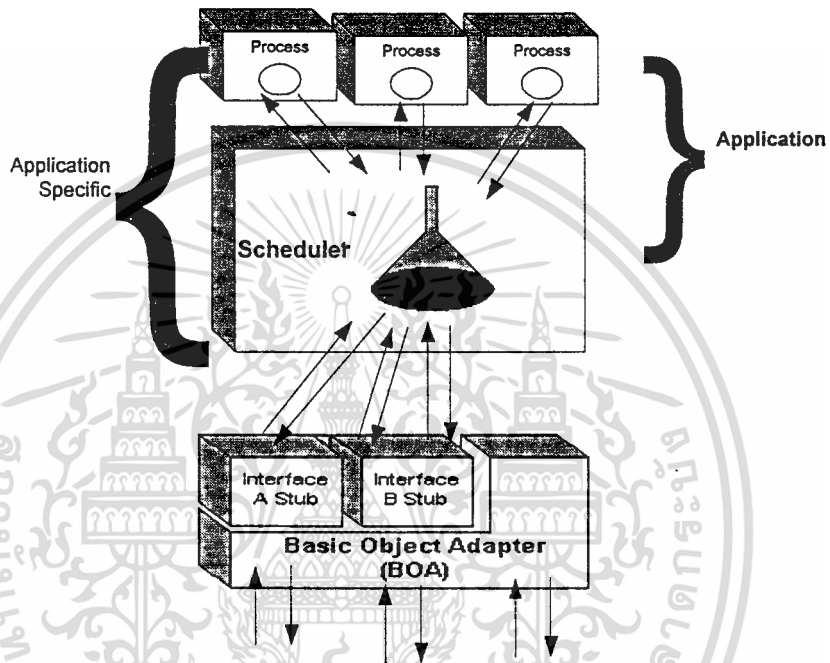 Process
Process
Process
Application
Application
Specific
Scheduler
Interface
A Stub
Interface
B Stub
Basic Object Adapter
(BOA)